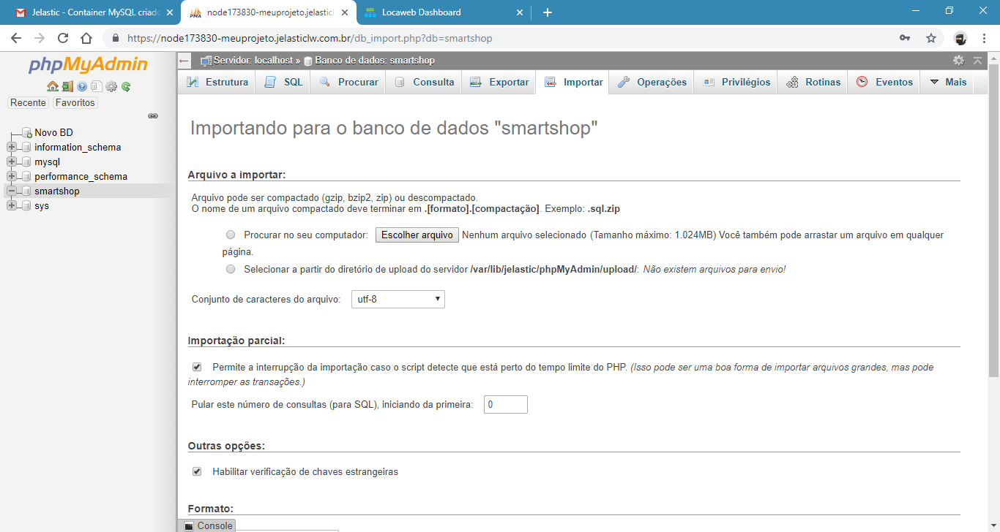 Jelastic - Container MySQL criad
node173830-meuprojeto.jelasticl
Locaweb Dashboard
https://node173830-meuprojeto.jelasticlw.com.br/db_import.php?db=smartshop
phpMyAdmin
Recente Favoritos
Novo BD
information_schema
mysql
performance_schema
smartshop
sys
Servidor: localhost » Banco de dados: smartshop
Estrutura SQL Procurar Consulta Exportar Importar Operações Privilégios Rotinas Eventos Mais
Importando para o banco de dados "smartshop"
Arquivo a importar:
Arquivo pode ser compactado (gzip, bzip2, zip) ou descompactado.
O nome de um arquivo compactado deve terminar em .[formato].[compactação]. Exemplo: .sql.zip
Procurar no seu computador: Escolher arquivo Nenhum arquivo selecionado (Tamanho máximo: 1.024MB) Você também pode arrastar um arquivo em qualquer
página.
Selecionar a partir do diretório de upload do servidor /var/lib/jelastic/phpMyAdmin/upload/: Não existem arquivos para envio!
Conjunto de caracteres do arquivo: utf-8
Importação parcial:
Permite a interrupção da importação caso o script detecte que está perto do tempo limite do PHP. (Isso pode ser uma boa forma de importar arquivos grandes, mas pode
interromper as transações.)
Pular este número de consultas (para SQL), iniciando da primeira: 0
Outras opções:
Habilitar verificação de chaves estrangeiras
Formato:
Console